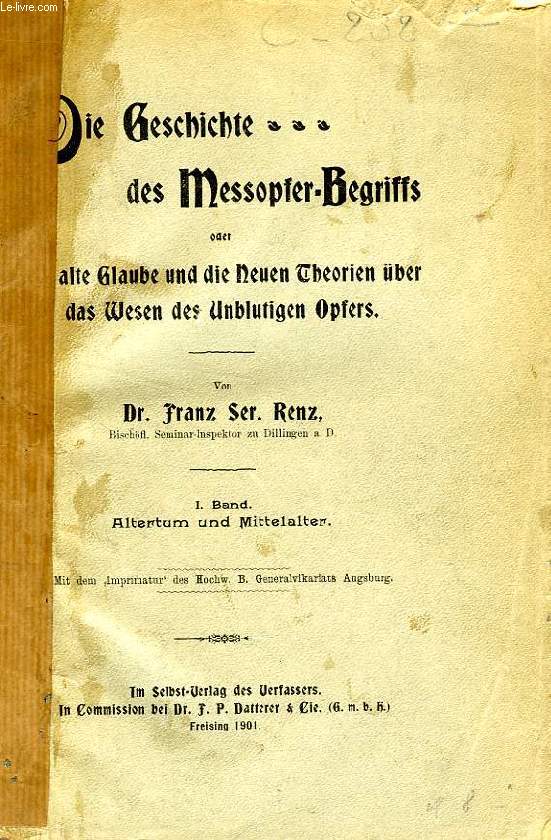 Le-livre.com
Die Geschichte
des Messopfer-Begriffs
oder
alte Glaube und die Neuen Theorien über
das Wesen des Unblutigen Opfers.
Von
Dr. Franz Ser. Renz,
Bischöfl. Seminar-Inspektor zu Dillingen a D.
I. Band.
Altertum und Mittelalter.
Mit dem ‚Imprimatur‘ des Hochw. B. Generalvikariats Augsburg.
Im Selbst-Verlag des Verfassers.
In Commission bei Dr. F. P. Datterer & Cie. (G. m. b. H.)
Freising 1901.